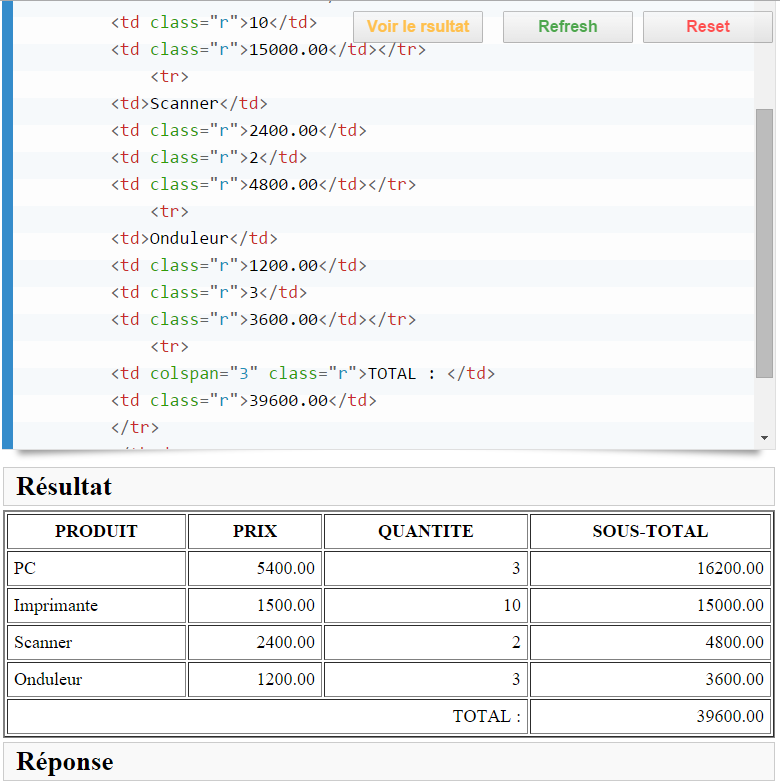 <td class="r">10</td>
Voir le rsultat Refresh Reset
<td class="r">15000.00</td></tr>
<tr>
<td>Scanner</td>
<td class="r">2400.00</td>
<td class="r">2</td>
<td class="r">4800.00</td></tr>
<tr>
<td>Onduleur</td>
<td class="r">1200.00</td>
<td class="r">3</td>
<td class="r">3600.00</td></tr>
<tr>
<td colspan="3" class="r">TOTAL : </td>
<td class="r">39600.00</td>
</tr>
Résultat
PRODUIT PRIX QUANTITE SOUS-TOTAL
PC 5400.00 3 16200.00
Imprimante 1500.00 10 15000.00
Scanner 2400.00 2 4800.00
Onduleur 1200.00 3 3600.00
TOTAL : 39600.00
Réponse